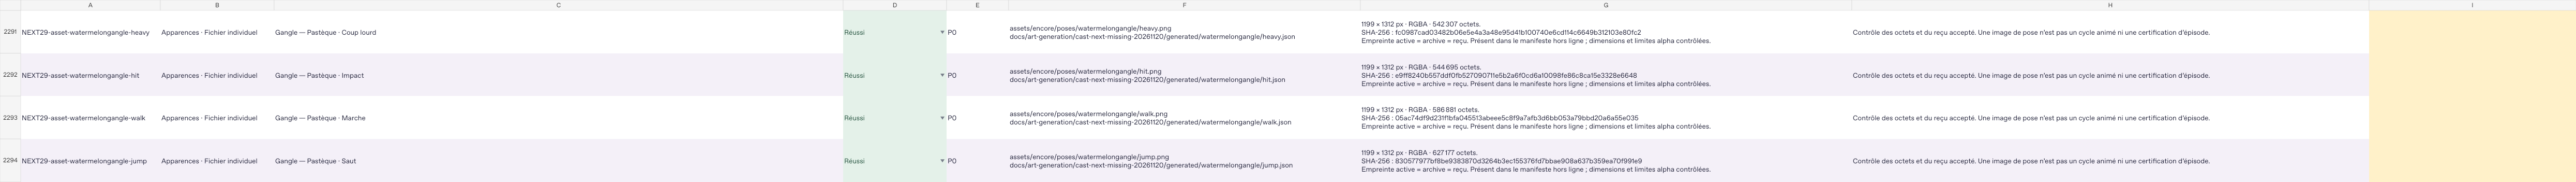 A B C D E F G H I
2291 NEXT29-asset-watermelongangle-heavy Apparences · Fichier individuel Gangle — Pastèque · Coup lourd Réussi P0
assets/encore/poses/watermelongangle/heavy.png
docs/art-generation/cast-next-missing-20261120/generated/watermelongangle/heavy.json
1199 × 1312 px · RGBA · 542 307 octets.
SHA-256 : fc0987cad03482b06e5e4a3a48e95d41b100740e6cd114c6649b312103e80fc2
Empreinte active = archive = reçu. Présent dans le manifeste hors ligne ; dimensions et limites alpha contrôlées.
Contrôle des octets et du reçu accepté. Une image de pose n'est pas un cycle animé ni une certification d'épisode.
2292 NEXT29-asset-watermelongangle-hit Apparences · Fichier individuel Gangle — Pastèque · Impact Réussi P0
assets/encore/poses/watermelongangle/hit.png
docs/art-generation/cast-next-missing-20261120/generated/watermelongangle/hit.json
1199 × 1312 px · RGBA · 544 695 octets.
SHA-256 : e9ff8240b557ddf0fb527090711e5b2a6f0cd6a10098fe86c8ca15e3328e6648
Empreinte active = archive = reçu. Présent dans le manifeste hors ligne ; dimensions et limites alpha contrôlées.
Contrôle des octets et du reçu accepté. Une image de pose n'est pas un cycle animé ni une certification d'épisode.
2293 NEXT29-asset-watermelongangle-walk Apparences · Fichier individuel Gangle — Pastèque · Marche Réussi P0
assets/encore/poses/watermelongangle/walk.png
docs/art-generation/cast-next-missing-20261120/generated/watermelongangle/walk.json
1199 × 1312 px · RGBA · 586 881 octets.
SHA-256 : 05ac74df9d231f1bfa045513abeee5c8f9a7afb3d6bb053a79bbd20a6a55e035
Empreinte active = archive = reçu. Présent dans le manifeste hors ligne ; dimensions et limites alpha contrôlées.
Contrôle des octets et du reçu accepté. Une image de pose n'est pas un cycle animé ni une certification d'épisode.
2294 NEXT29-asset-watermelongangle-jump Apparences · Fichier individuel Gangle — Pastèque · Saut Réussi P0
assets/encore/poses/watermelongangle/jump.png
docs/art-generation/cast-next-missing-20261120/generated/watermelongangle/jump.json
1199 × 1312 px · RGBA · 627 177 octets.
SHA-256 : 830577977bf8be9383870d3264b3ec155376fd7bbae908a637b359ea70f991e9
Empreinte active = archive = reçu. Présent dans le manifeste hors ligne ; dimensions et limites alpha contrôlées.
Contrôle des octets et du reçu accepté. Une image de pose n'est pas un cycle animé ni une certification d'épisode.